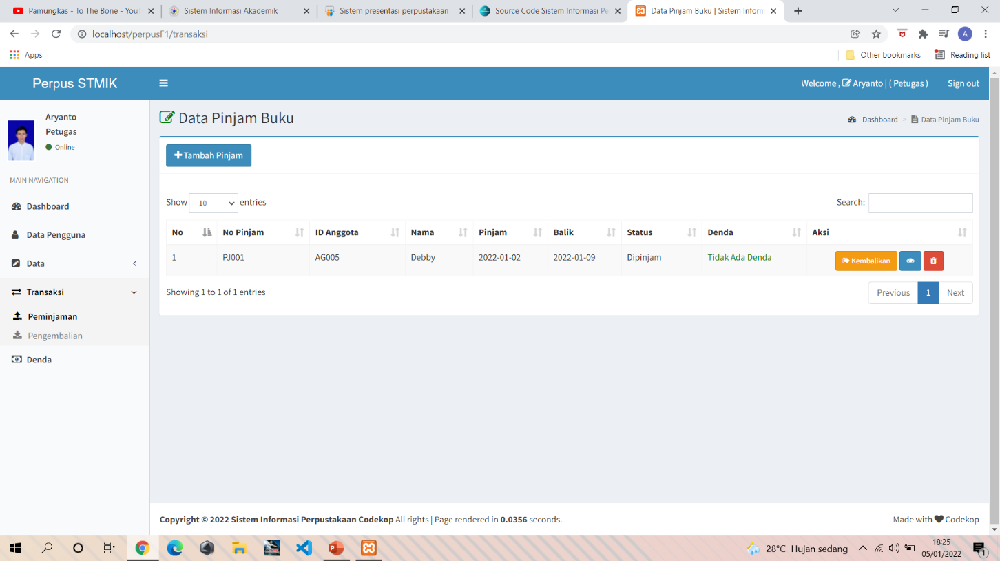 Pamungkas - To The Bone - YouT
Sistem Informasi Akademik
Sistem presentasi perpustakaan
Source Code Sistem Informasi Pe
Data Pinjam Buku | Sistem Inform
localhost/perpusF1/transaksi
A
Apps
Other bookmarks
Reading list
Perpus STMIK
Welcome , Aryanto | ( Petugas )
Sign out
Aryanto
Petugas
Online
MAIN NAVIGATION
Dashboard
Data Pengguna
Data
Transaksi
Peminjaman
Pengembalian
Denda
Data Pinjam Buku
Dashboard > Data Pinjam Buku
+ Tambah Pinjam
Show 10 entries
Search:
No No Pinjam ID Anggota Nama Pinjam Balik Status Denda Aksi
1 PJ001 AG005 Debby 2022-01-02 2022-01-09 Dipinjam Tidak Ada Denda Kembalikan
Showing 1 to 1 of 1 entries
Previous 1 Next
Copyright © 2022 Sistem Informasi Perpustakaan Codekop All rights | Page rendered in 0.0356 seconds.
Made with ♥ Codekop
28°C Hujan sedang
18:25
05/01/2022
1